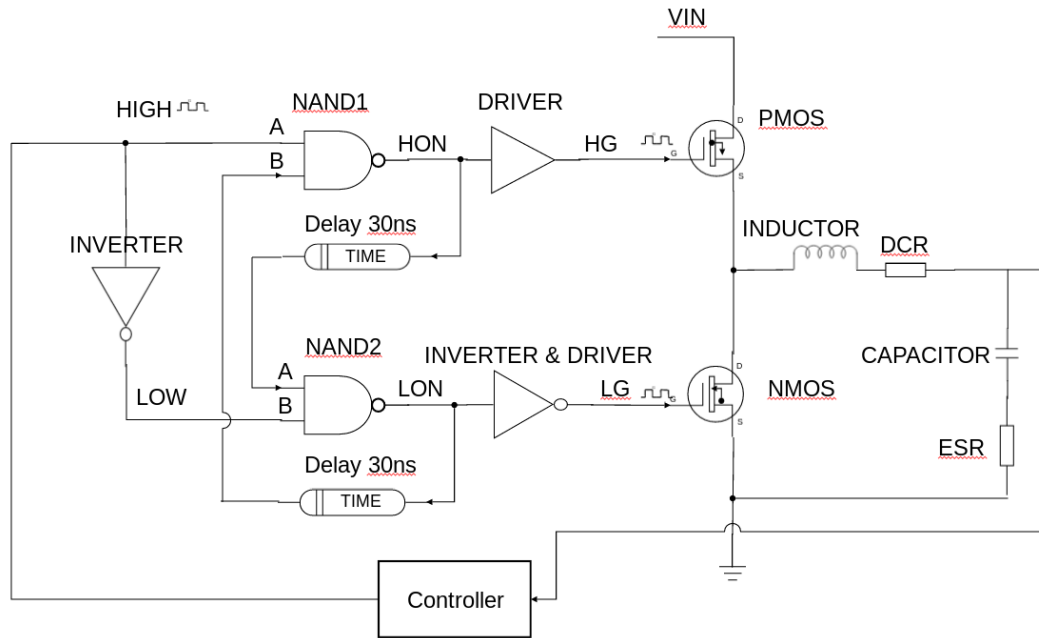 VIN
HIGH
NAND1
DRIVER
D
PMOS
A
B
HON
HG
G
S
Delay 30ns
TIME
INVERTER
INDUCTOR
DCR
NAND2
INVERTER & DRIVER
D
CAPACITOR
A
B
LOW
LON
LG
G
NMOS
S
ESR
Delay 30ns
TIME
Controller